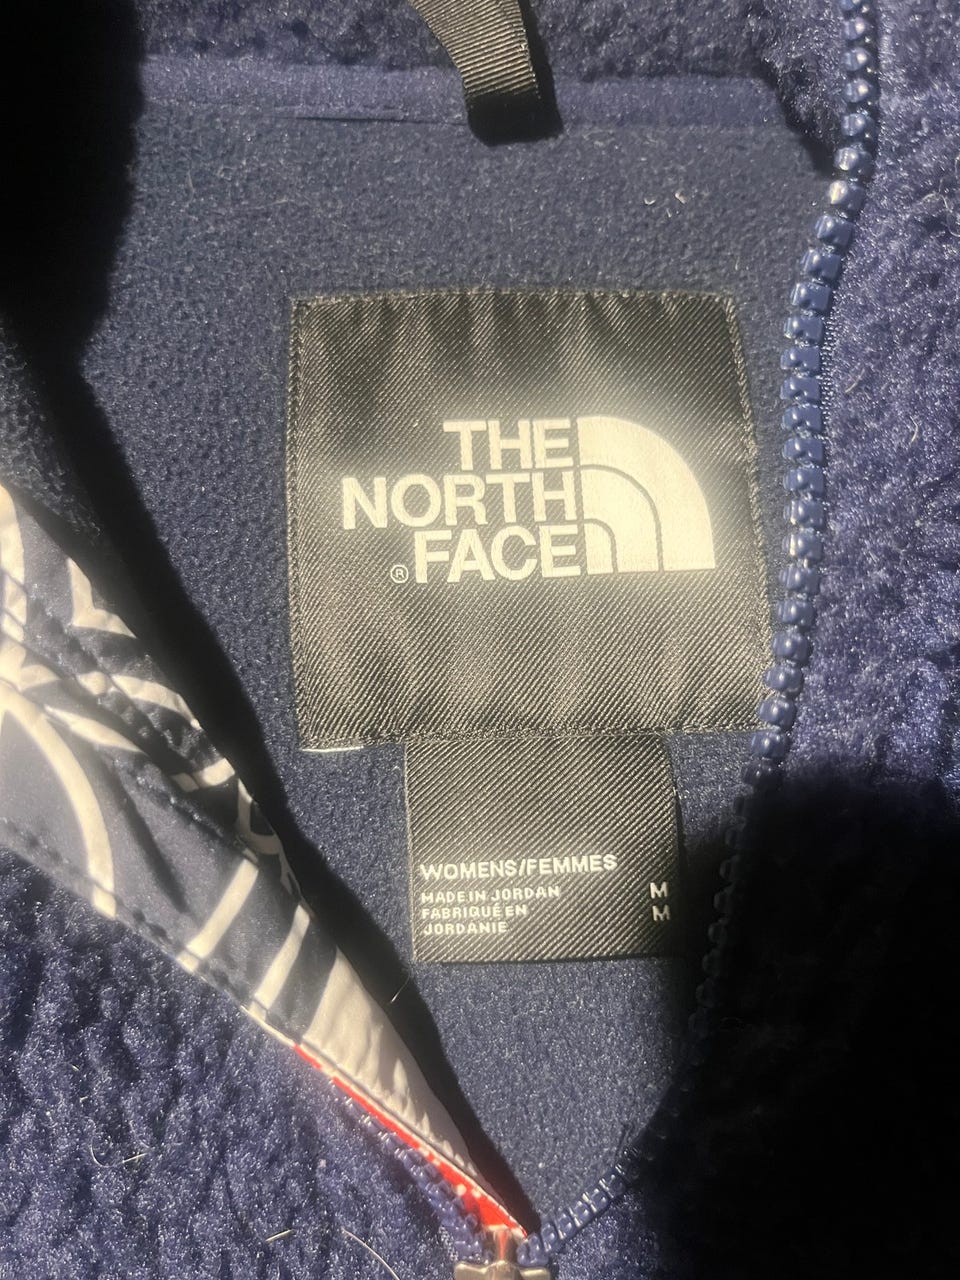 THE
NORTH
FACE
®
WOMENS/FEMMES
MADE IN JORDAN M
FABRIQUÉ EN M
JORDANIE